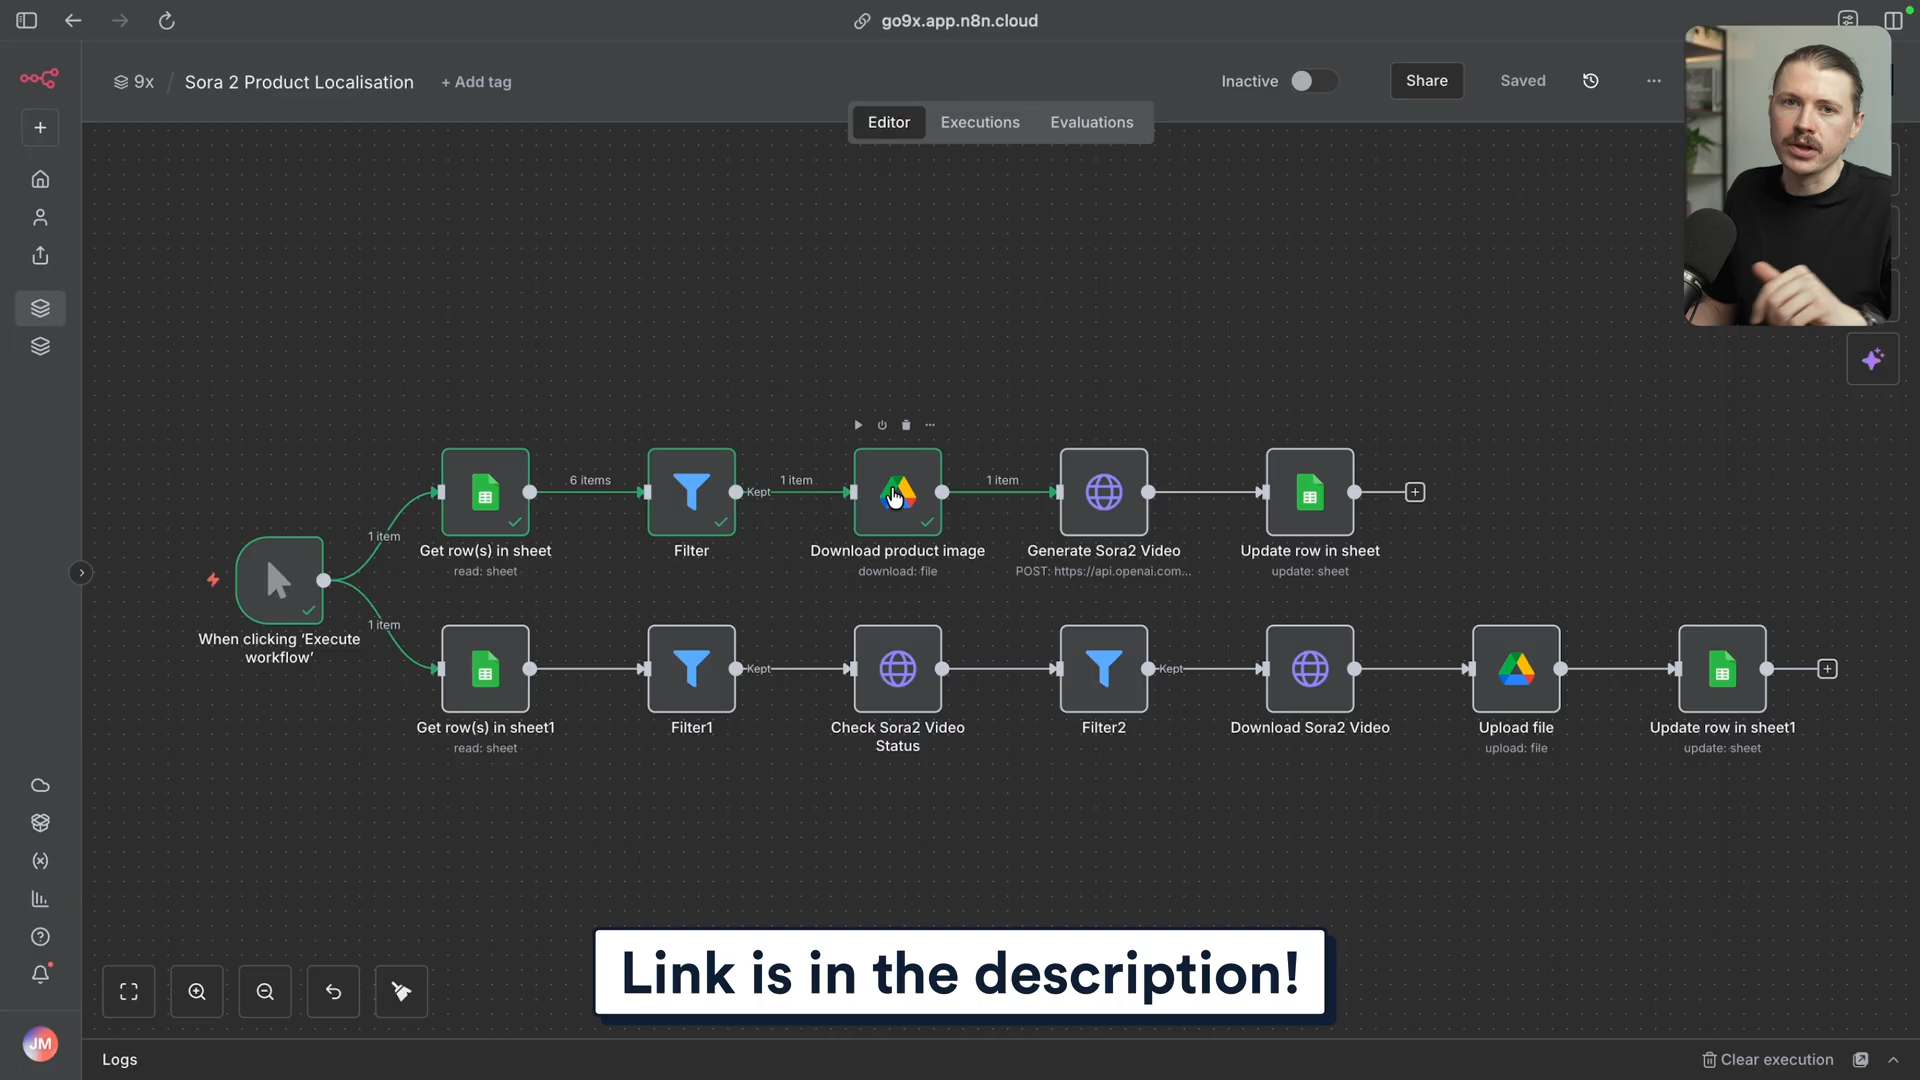 go9x.app.n8n.cloud
9x / Sora 2 Product Localisation + Add tag
Inactive
Share
Saved
Editor
Executions
Evaluations
6 items
Kept
1 item
1 item
Get row(s) in sheet
read: sheet
Filter
Download product image
download: file
Generate Sora2 Video
POST: https://api.openai.com...
Update row in sheet
update: sheet
1 item
1 item
When clicking ‘Execute
workflow’
Kept
Kept
Get row(s) in sheet1
read: sheet
Filter1
Check Sora2 Video
Status
Filter2
Download Sora2 Video
Upload file
upload: file
Update row in sheet1
update: sheet
Link is in the description!
JM
Logs
Clear execution